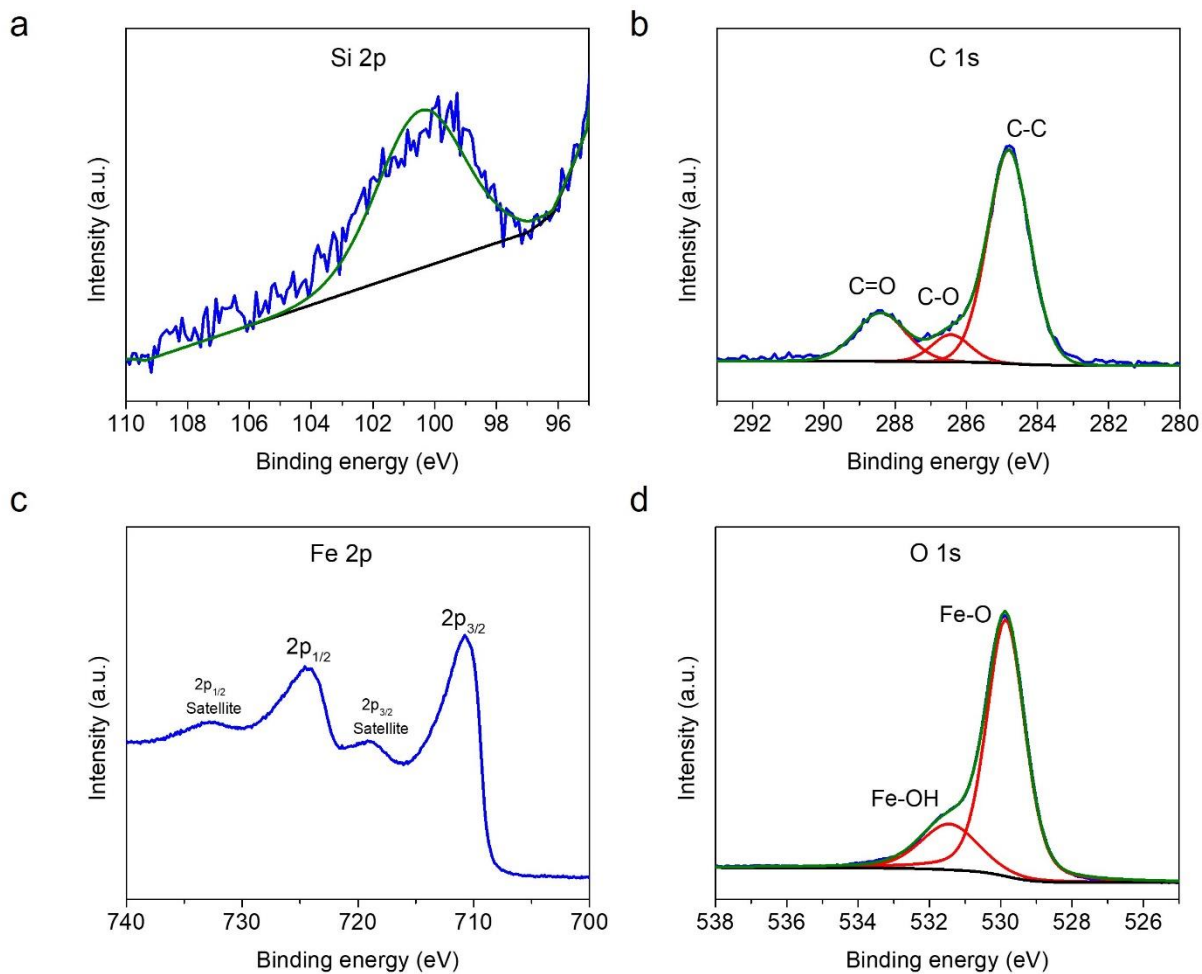 a
Si 2p
Intensity (a.u.)
110 108 106 104 102 100 98 96
Binding energy (eV)
b
C 1s
C-C
C=O
C-O
Intensity (a.u.)
292 290 288 286 284 282 280
Binding energy (eV)
c
Fe 2p
2p3/2
2p1/2
2p1/2
Satellite
2p3/2
Satellite
Intensity (a.u.)
740 730 720 710 700
Binding energy (eV)
d
O 1s
Fe-O
Fe-OH
Intensity (a.u.)
538 536 534 532 530 528 526
Binding energy (eV)